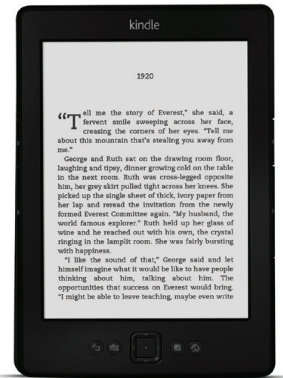 kindle
1920
“Tell me the story of Everest,” she said, a
fervent smile sweeping across her face,
creasing the corners of her eyes. “Tell me
about this mountain that’s stealing you away from
me.”
George and Ruth sat on the drawing room floor,
laughing and tipsy, dinner growing cold on the table
in the next room. Ruth was cross-legged opposite
him, her grey skirt pulled tight across her knees. She
picked up the single sheet of thick, ivory paper from
her lap and reread the invitation from the newly
formed Everest Committee again. “My husband, the
world famous explorer.” Ruth held up her glass of
wine and he reached out with his own, the crystal
ringing in the lamplit room. She was fairly bursting
with happiness.
“I like the sound of that,” George said and let
himself imagine what it would be like to have people
thinking about him, talking about him. The
opportunities that success on Everest would bring.
“I might be able to leave teaching, maybe even write